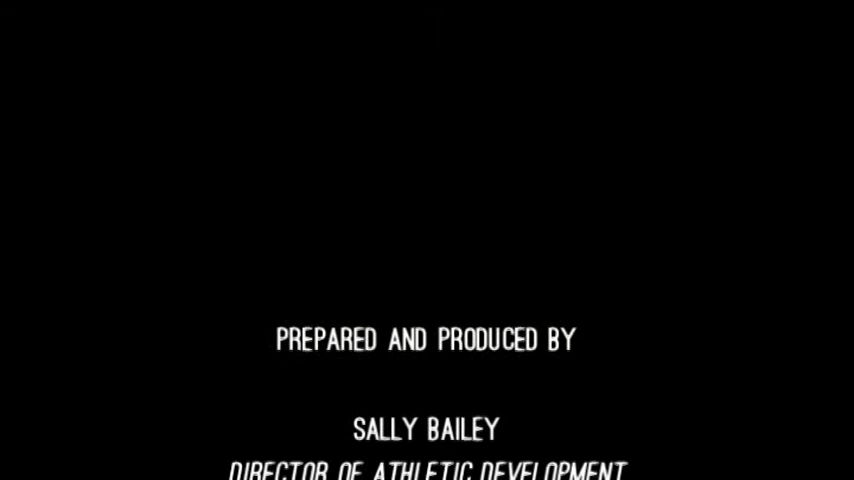 PREPARED AND PRODUCED BY
SALLY BAILEY
DIRECTOR OF ATHLETIC DEVELOPMENT